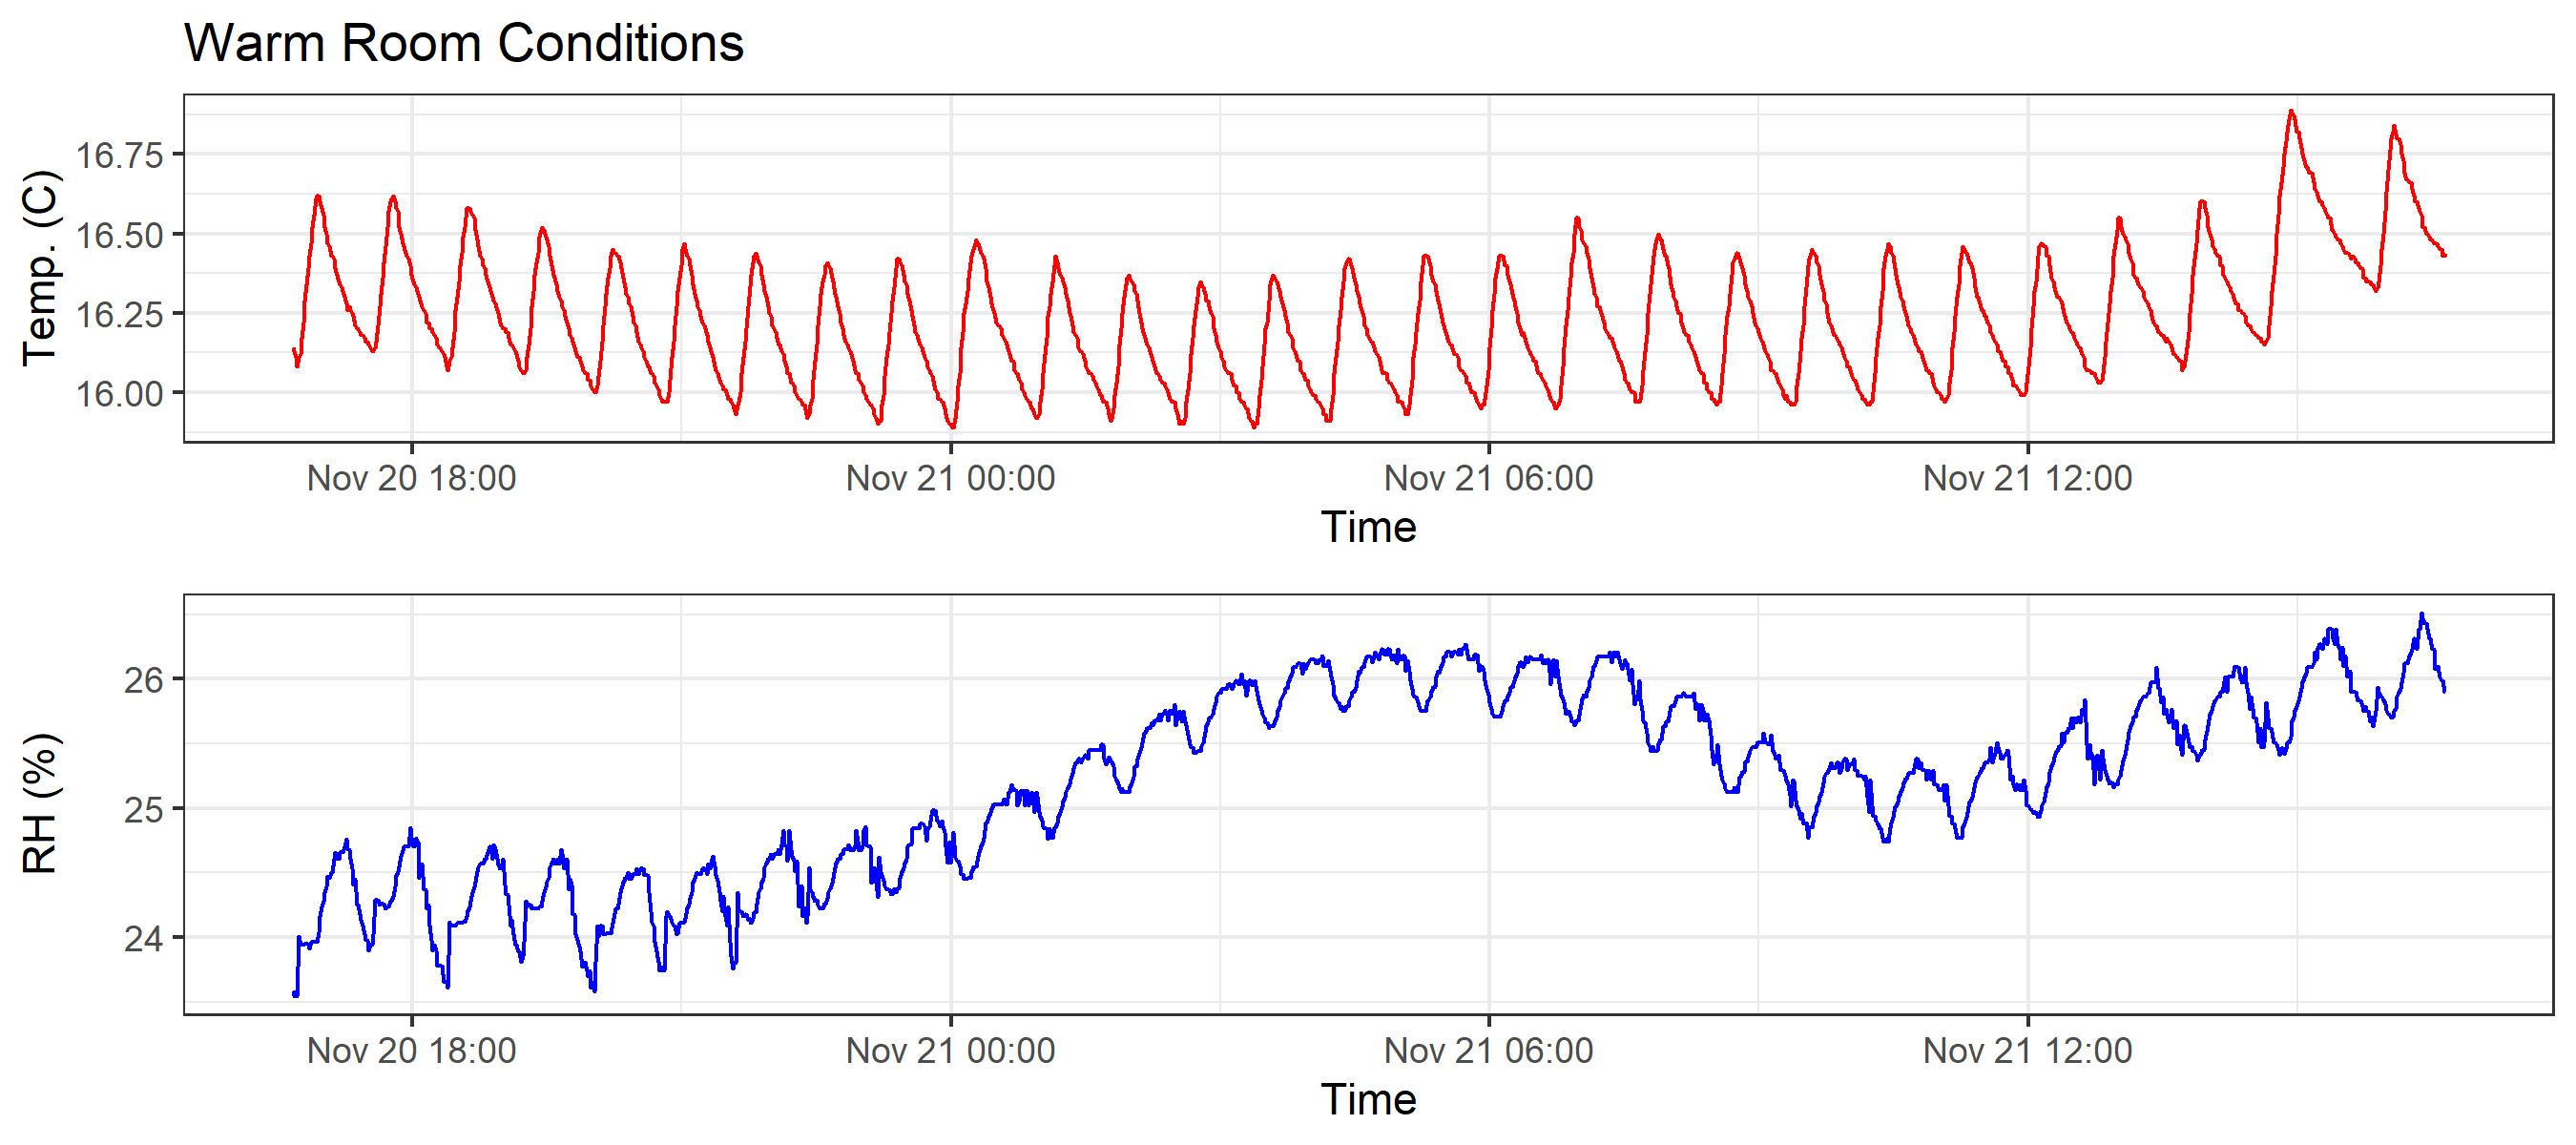 Warm Room Conditions
Temp. (C)
16.75
16.50
16.25
16.00
Nov 20 18:00 Nov 21 00:00 Nov 21 06:00 Nov 21 12:00
Time
RH (%)
26
25
24
Nov 20 18:00 Nov 21 00:00 Nov 21 06:00 Nov 21 12:00
Time